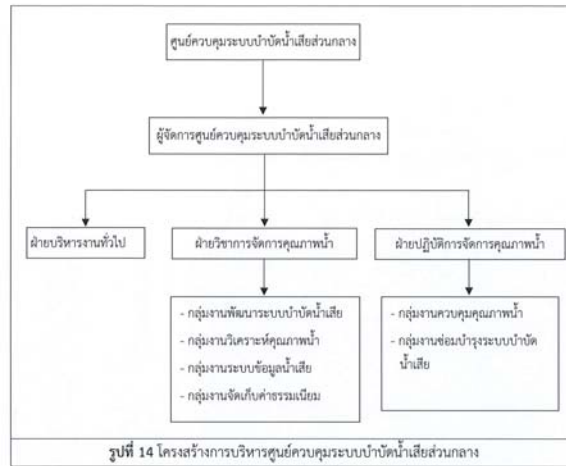 ศูนย์ควบคุมระบบบำบัดน้ำเสียส่วนกลาง
ผู้จัดการศูนย์ควบคุมระบบบำบัดน้ำเสียส่วนกลาง
ฝ่ายบริหารงานทั่วไป
ฝ่ายวิชาการจัดการคุณภาพน้ำ
ฝ่ายปฏิบัติการจัดการคุณภาพน้ำ
- กลุ่มงานพัฒนาระบบบำบัดน้ำเสีย
- กลุ่มงานวิเคราะห์คุณภาพน้ำ
- กลุ่มงานระบบข้อมูลน้ำเสีย
- กลุ่มงานจัดเก็บค่าธรรมเนียม
- กลุ่มงานควบคุมคุณภาพน้ำ
- กลุ่มงานซ่อมบำรุงระบบบำบัด
น้ำเสีย
รูปที่ 14 โครงสร้างการบริหารศูนย์ควบคุมระบบบำบัดน้ำเสียส่วนกลาง